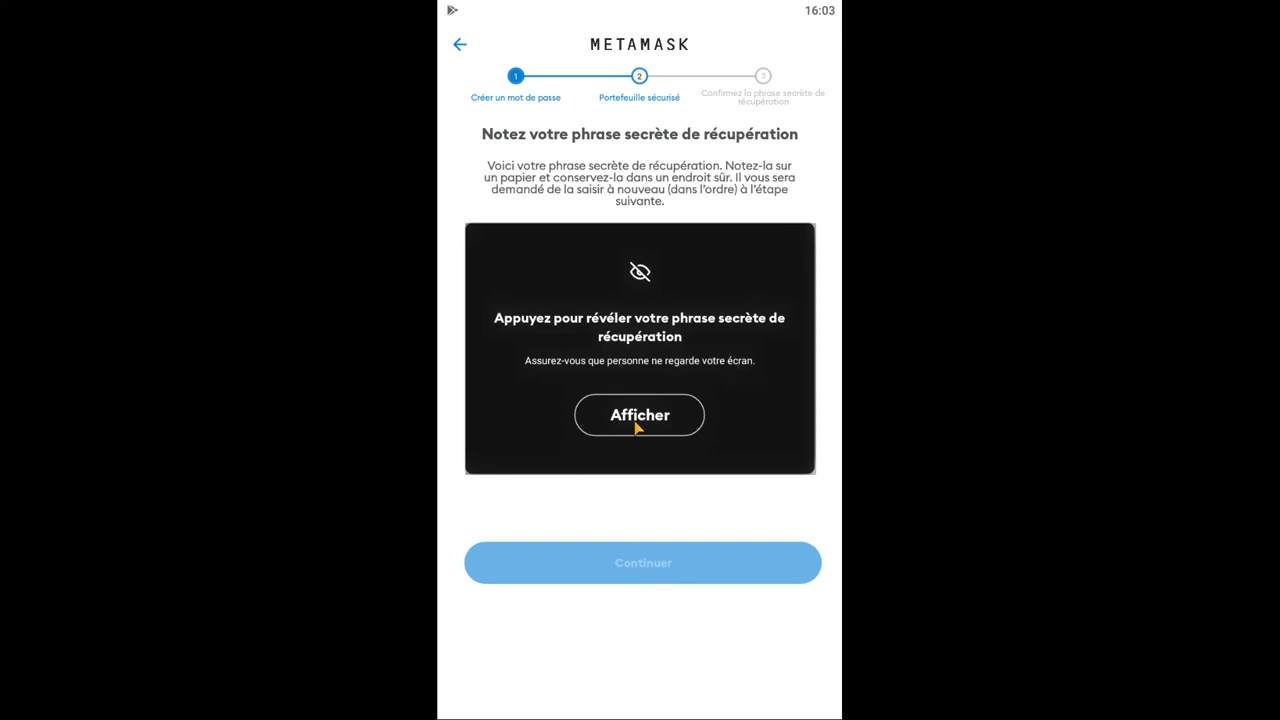 16:03
METAMASK
1
2
3
Créer un mot de passe
Portefeuille sécurisé
Confirmez la phrase secrète de
récupération
Notez votre phrase secrète de récupération
Voici votre phrase secrète de récupération. Notez-la sur
un papier et conservez-la dans un endroit sûr. Il vous sera
demandé de la saisir à nouveau (dans l’ordre) à l’étape
suivante.
Appuyez pour révéler votre phrase secrète de
récupération
Assurez-vous que personne ne regarde votre écran.
Afficher
Continuer